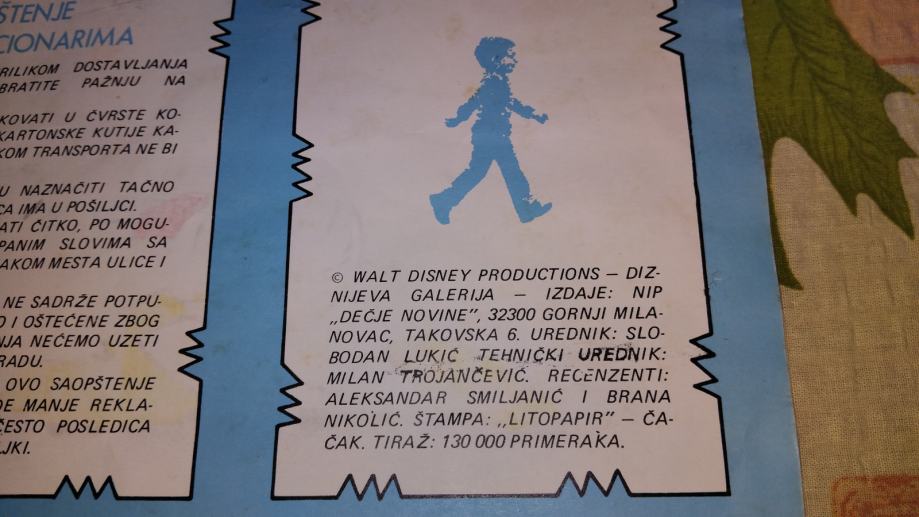 ŠTENJE
CIONARIMA
RILIKOM DOSTAVLJANJA
BRATITE PAŽNJU NA
KOVATI U ČVRSTE KO-
KARTONSKE KUTIJE KA-
KOM TRANSPORTA NE BI
U NAZNAČITI TAČNO
CA IMA U POŠILJCI.
ATI ČITKO, PO MOGU-
PANIM SLOVIMA SA
AKOM MESTA ULICE I
NE SADRŽE POTPU-
O I OŠTEĆENE ZBOG
NJA NEĆEMO UZETI
RADU.
OVO SAOPŠTENJE
DE MANJE REKLA-
ČESTO POSLEDICA
LJKI.
© WALT DISNEY PRODUCTIONS — DIZ-
NIJEVA GALERIJA — IZDAJE: NIP
„DEČJE NOVINE", 32300 GORNJI MILA-
NOVAC, TAKOVSKA 6. UREDNIK: SLO-
BODAN LUKIĆ TEHNIČKI UREDNIK:
MILAN TROJANČEVIĆ. RECENZENTI:
ALEKSANDAR SMILJANIĆ I BRANA
NIKOLIĆ. ŠTAMPA: „LITOPAPIR" — ČA-
ČAK. TIRAŽ: 130 000 PRIMERAKA.